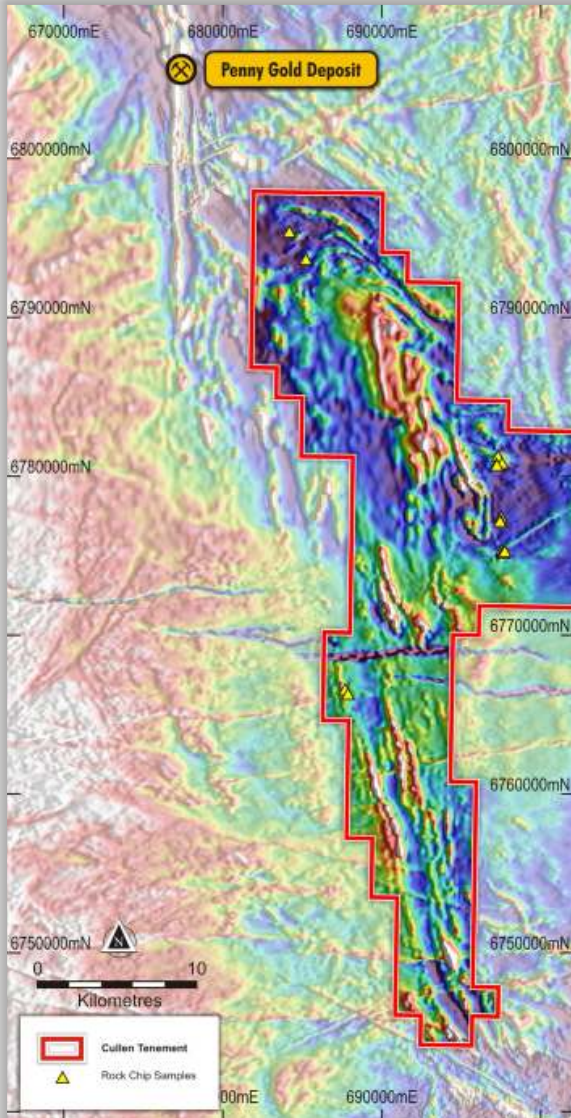 670000mE 680000mE 690000mE
Penny Gold Deposit
6800000mN 6800000mN
6790000mN 6790000mN
6780000mN
6770000mN
6760000mN
6750000mN 6750000mN
N
0 10
Kilometres
Cullen Tenement
Rock Chip Samples
000mE 690000mE